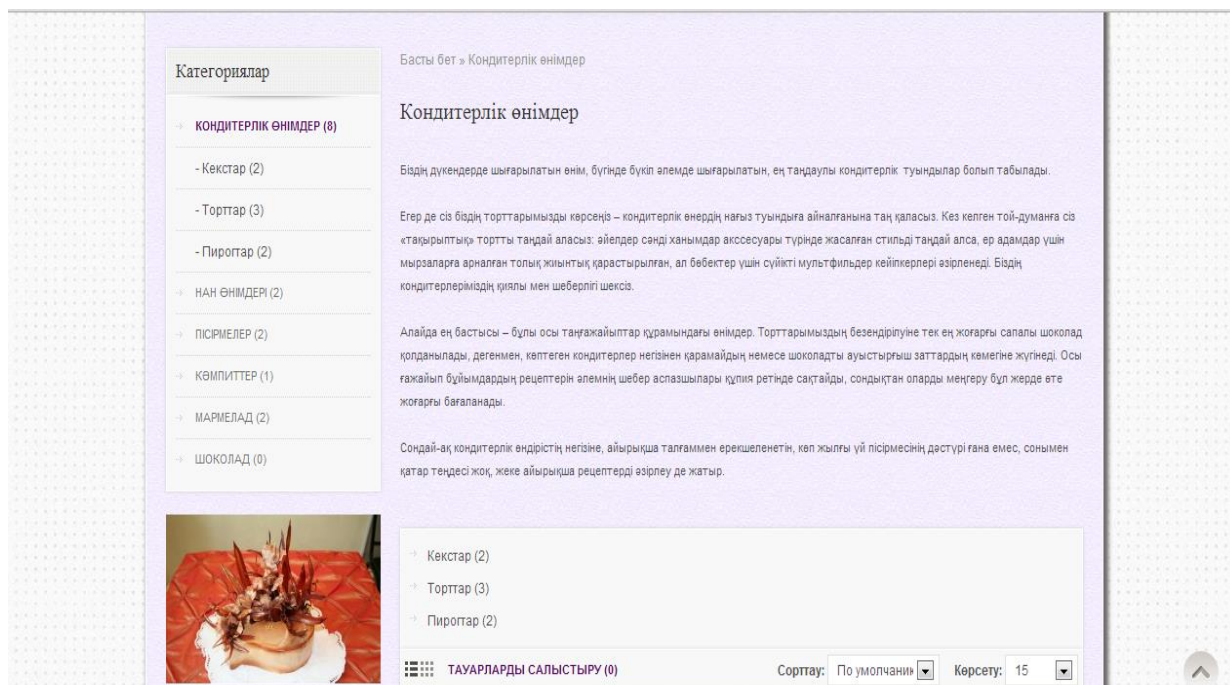 Категориялар
КОНДИТЕРЛІК ӨНІМДЕР (8)
- Кекстар (2)
- Торттар (3)
- Пирогтар (2)
НАН ӨНІМДЕРІ (2)
ПІСІРМЕЛЕР (2)
КӘМПИТТЕР (1)
МАРМЕЛАД (2)
ШОКОЛАД (0)
Басты бет » Кондитерлік өнімдер
Кондитерлік өнімдер
Біздің дүкендерде шығарылатын өнім, бүгінде бүкіл әлемде шығарылатын, ең таңдаулы кондитерлік туындылар болып табылады.
Егер де сіз біздің торттарымызды көрсеңіз – кондитерлік өнердің нағыз туындыға айналғанына таң қаласыз. Кез келген той-думанға сіз
«тақырыптық» тортты таңдай аласыз: әйелдер сәнді ханымдар акссесуары түрінде жасалған стильді таңдай алса, ер адамдар үшін
мырзаларға арналған толық жиынтық қарастырылған, ал бөбектер үшін сүйікті мультфильдер кейіпкерлері әзірленеді. Біздің
кондитерлеріміздің қиялы мен шеберлігі шексіз.
Алайда ең бастысы – бұлы осы таңғажайыптар құрамындағы өнімдер. Торттарымыздың безендірілуіне тек ең жоғарғы сапалы шоколад
қолданылады, дегенмен, көптеген кондитерлер негізінен қарамайдың немесе шоколадты ауыстырғыш заттардың көмегіне жүгінеді. Осы
ғажайып бұйымдардың рецептерін әлемнің шебер аспазшылары құпия ретінде сақтайды, сондықтан оларды меңгеру бұл жерде өте
жоғарғы бағаланады.
Сондай-ақ кондитерлік өндірістің негізіне, айырықша талғаммен ерекшеленетін, көп жылғы үй пісірмесінің дәстүрі ғана емес, сонымен
қатар теңдесі жоқ, жеке айырықша рецептерді әзірлеу де жатыр.
Кекстар (2)
Торттар (3)
Пирогтар (2)
ТАУАРЛАРДЫ САЛЫСТЫРУ (0) Сорттау: По умолчанию Көрсету: 15